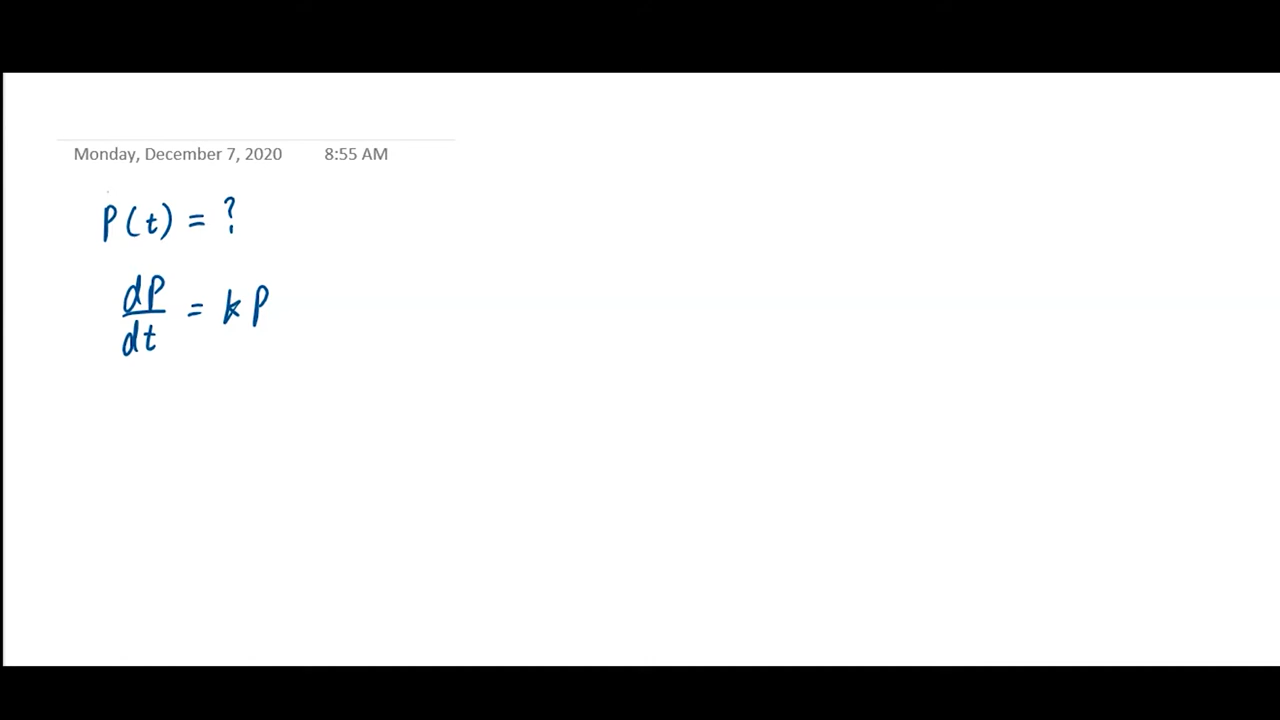 Monday, December 7, 2020 8:55 AM
P(t) = ?
dP/dt = kP